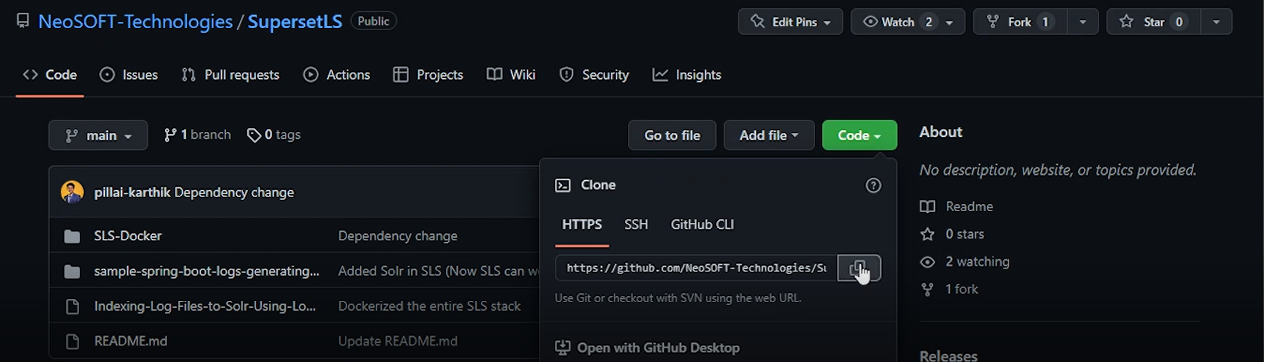 NeoSOFT-Technologies / SupersetLS Public
Edit Pins Watch 2 Fork 1 Star 0
Code Issues Pull requests Actions Projects Wiki Security Insights
main 1 branch 0 tags Go to file Add file Code
About
No description, website, or topics provided.
Readme
0 stars
2 watching
1 fork
Releases
pillai-karthik Dependency change
SLS-Docker Dependency change
sample-spring-boot-logs-generating... Added Solr in SLS (Now SLS can w
Indexing-Log-Files-to-Solr-Using-Lo... Dockerized the entire SLS stack
README.md Update README.md
Clone
HTTPS SSH GitHub CLI
https://github.com/NeoSOFT-Technologies/Su
Use Git or checkout with SVN using the web URL.
Open with GitHub Desktop